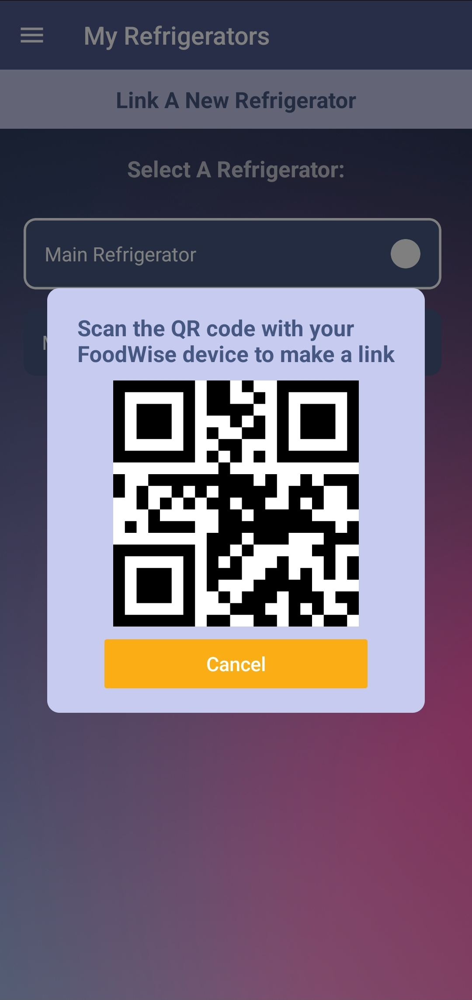 My Refrigerators
Link A New Refrigerator
Select A Refrigerator:
Main Refrigerator
Scan the QR code with your
FoodWise device to make a link
Cancel